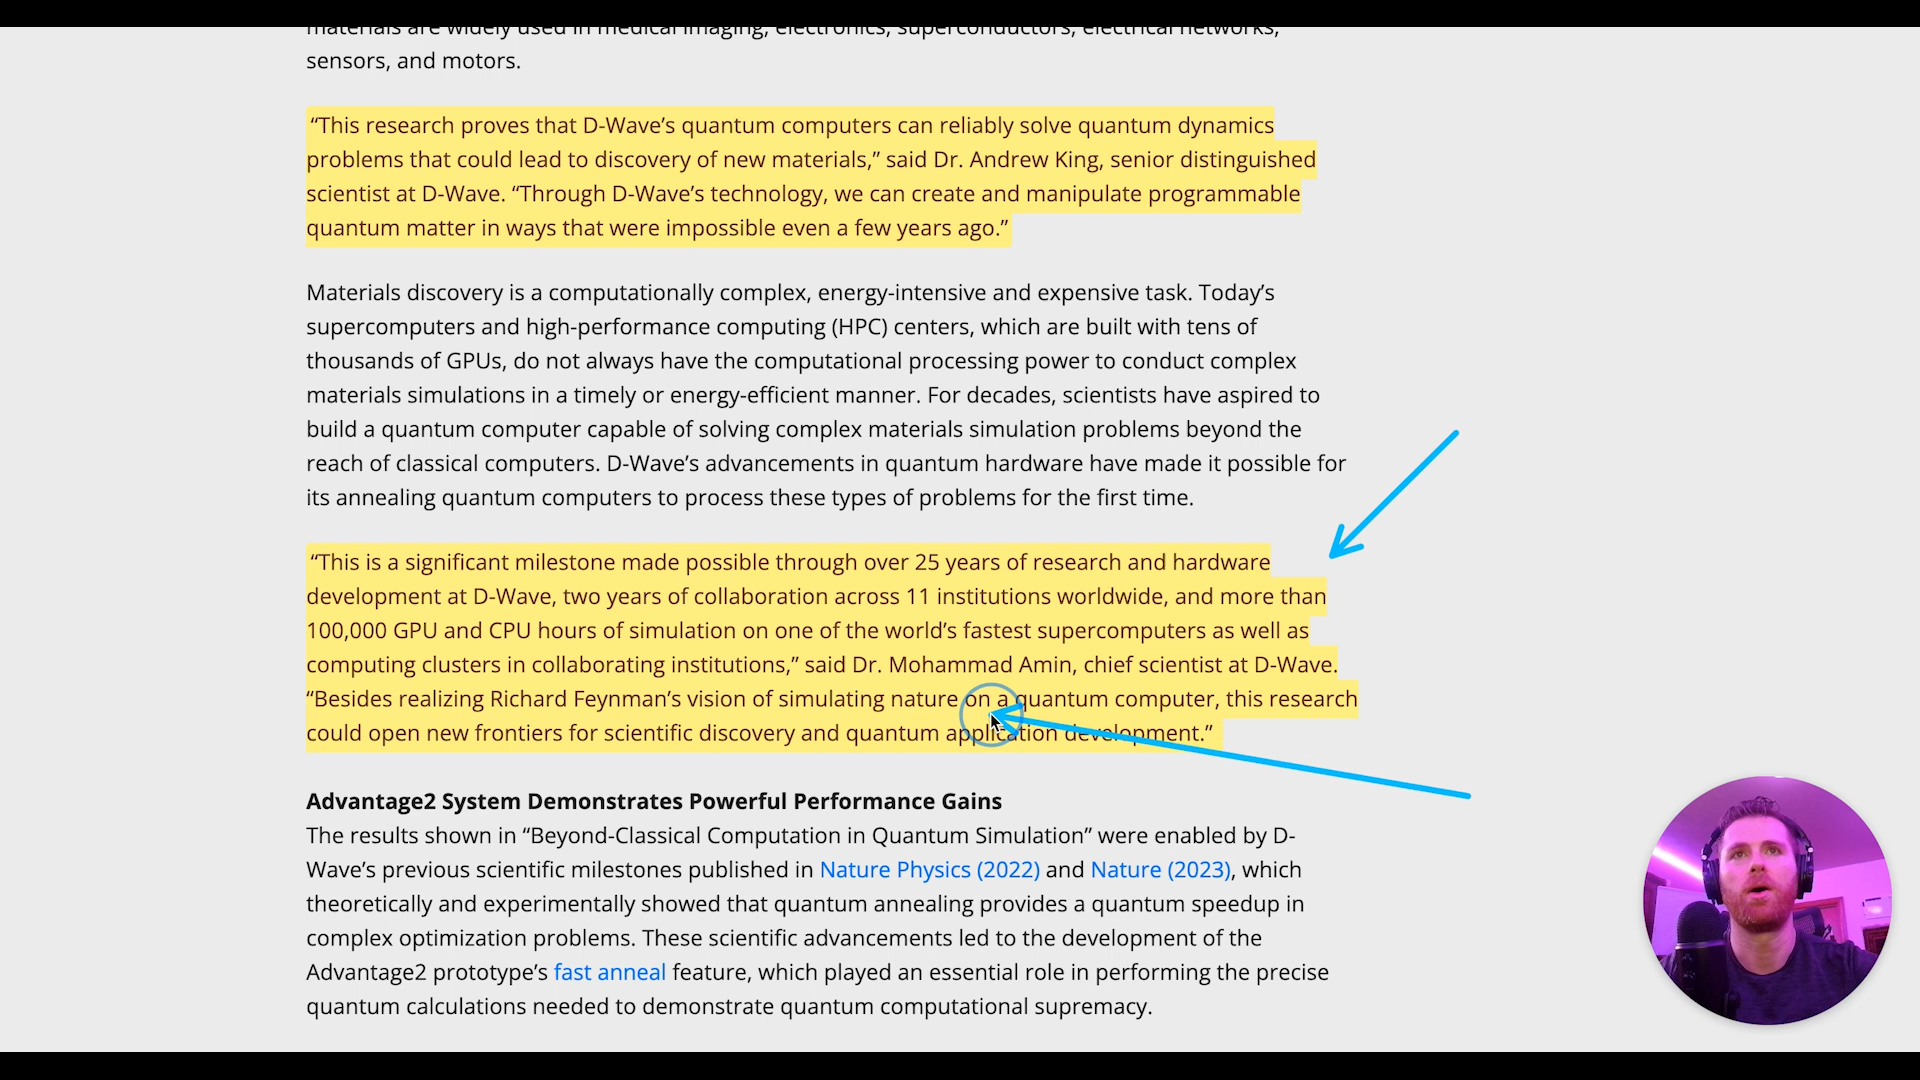 materials are widely used in medical imaging, electronics, superconductors, electrical networks,
sensors, and motors.
“This research proves that D-Wave’s quantum computers can reliably solve quantum dynamics
problems that could lead to discovery of new materials,” said Dr. Andrew King, senior distinguished
scientist at D-Wave. “Through D-Wave’s technology, we can create and manipulate programmable
quantum matter in ways that were impossible even a few years ago.”
Materials discovery is a computationally complex, energy-intensive and expensive task. Today’s
supercomputers and high-performance computing (HPC) centers, which are built with tens of
thousands of GPUs, do not always have the computational processing power to conduct complex
materials simulations in a timely or energy-efficient manner. For decades, scientists have aspired to
build a quantum computer capable of solving complex materials simulation problems beyond the
reach of classical computers. D-Wave’s advancements in quantum hardware have made it possible for
its annealing quantum computers to process these types of problems for the first time.
“This is a significant milestone made possible through over 25 years of research and hardware
development at D-Wave, two years of collaboration across 11 institutions worldwide, and more than
100,000 GPU and CPU hours of simulation on one of the world’s fastest supercomputers as well as
computing clusters in collaborating institutions,” said Dr. Mohammad Amin, chief scientist at D-Wave.
“Besides realizing Richard Feynman’s vision of simulating nature on a quantum computer, this research
could open new frontiers for scientific discovery and quantum application development.”
Advantage2 System Demonstrates Powerful Performance Gains
The results shown in “Beyond-Classical Computation in Quantum Simulation” were enabled by D-
Wave’s previous scientific milestones published in Nature Physics (2022) and Nature (2023), which
theoretically and experimentally showed that quantum annealing provides a quantum speedup in
complex optimization problems. These scientific advancements led to the development of the
Advantage2 prototype’s fast anneal feature, which played an essential role in performing the precise
quantum calculations needed to demonstrate quantum computational supremacy.